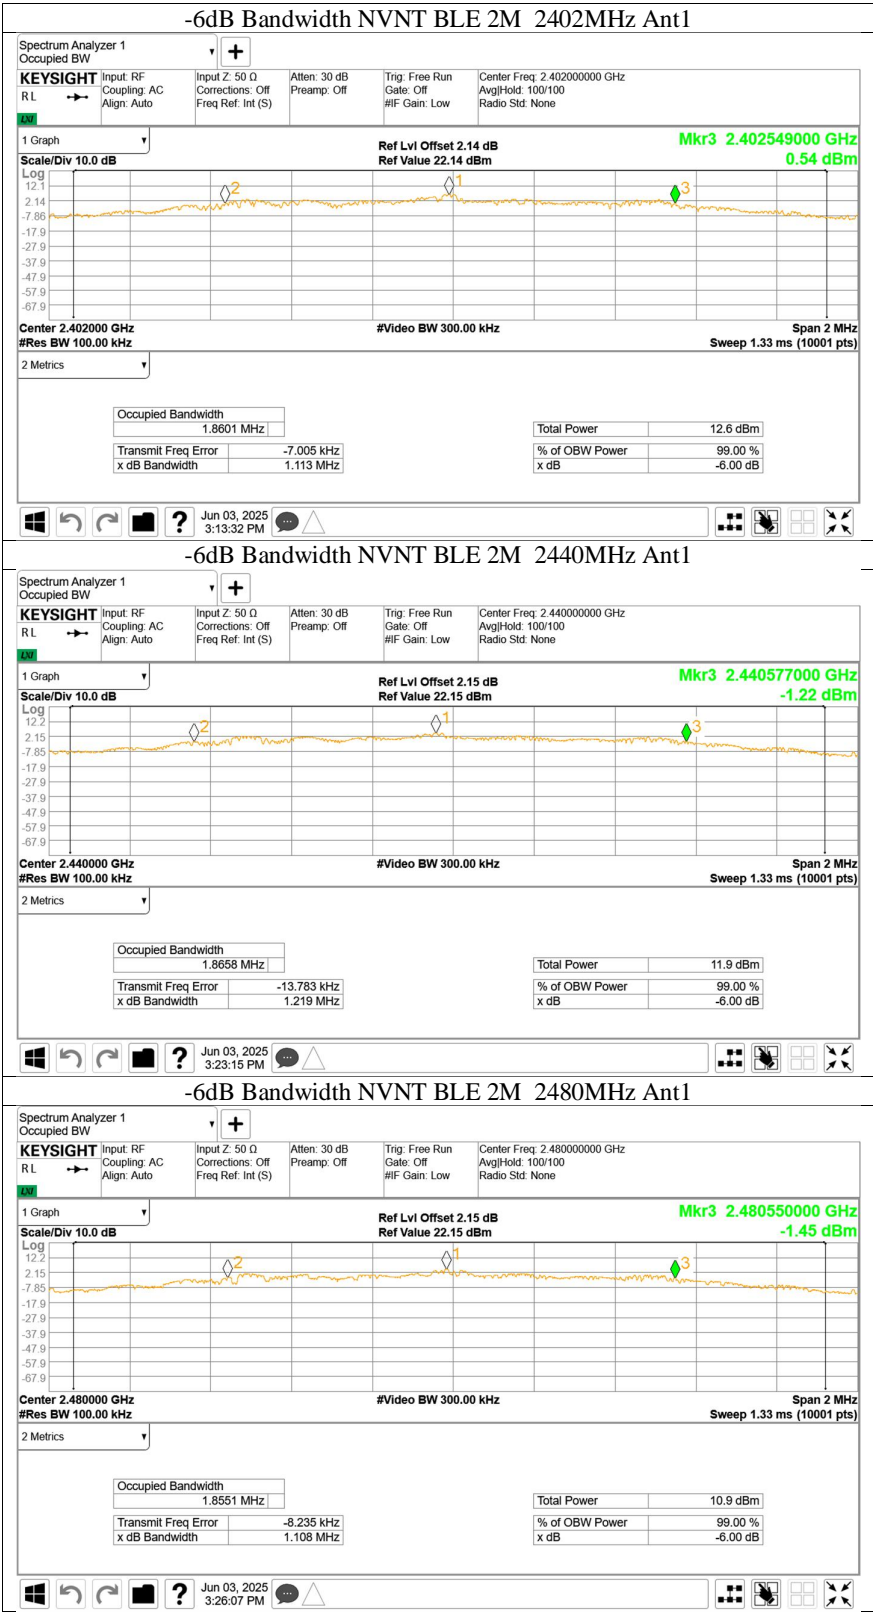 -6dB Bandwidth NVNT BLE 2M  2402MHz Ant1
Spectrum Analyzer 1
Occupied BW
KEYSIGHT Input: RF Input Z: 50 Ω Atten: 30 dB Trig: Free Run Center Freq: 2.402000000 GHz
R L Coupling: AC Corrections: Off Preamp: Off Gate: Off Avg|Hold: 100/100
Align: Auto Freq Ref: Int (S) #IF Gain: Low Radio Std: None
LXI
1 Graph Ref Lvl Offset 2.14 dB Mkr3 2.402549000 GHz
Scale/Div 10.0 dB Ref Value 22.14 dBm 0.54 dBm
Log
12.1
2.14
-7.86
-17.9
-27.9
-37.9
-47.9
-57.9
-67.9
2
1
3
Center 2.402000 GHz #Video BW 300.00 kHz Span 2 MHz
#Res BW 100.00 kHz Sweep 1.33 ms (10001 pts)
2 Metrics
Occupied Bandwidth
1.8601 MHz Total Power 12.6 dBm
Transmit Freq Error -7.005 kHz % of OBW Power 99.00 %
x dB Bandwidth 1.113 MHz x dB -6.00 dB
? Jun 03, 2025
3:13:32 PM
-6dB Bandwidth NVNT BLE 2M  2440MHz Ant1
Spectrum Analyzer 1
Occupied BW
KEYSIGHT Input: RF Input Z: 50 Ω Atten: 30 dB Trig: Free Run Center Freq: 2.440000000 GHz
R L Coupling: AC Corrections: Off Preamp: Off Gate: Off Avg|Hold: 100/100
Align: Auto Freq Ref: Int (S) #IF Gain: Low Radio Std: None
LXI
1 Graph Ref Lvl Offset 2.15 dB Mkr3 2.440577000 GHz
Scale/Div 10.0 dB Ref Value 22.15 dBm -1.22 dBm
Log
12.2
2.15
-7.85
-17.9
-27.9
-37.9
-47.9
-57.9
-67.9
2
1
3
Center 2.440000 GHz #Video BW 300.00 kHz Span 2 MHz
#Res BW 100.00 kHz Sweep 1.33 ms (10001 pts)
2 Metrics
Occupied Bandwidth
1.8658 MHz Total Power 11.9 dBm
Transmit Freq Error -13.783 kHz % of OBW Power 99.00 %
x dB Bandwidth 1.219 MHz x dB -6.00 dB
? Jun 03, 2025
3:23:15 PM
-6dB Bandwidth NVNT BLE 2M  2480MHz Ant1
Spectrum Analyzer 1
Occupied BW
KEYSIGHT Input: RF Input Z: 50 Ω Atten: 30 dB Trig: Free Run Center Freq: 2.480000000 GHz
R L Coupling: AC Corrections: Off Preamp: Off Gate: Off Avg|Hold: 100/100
Align: Auto Freq Ref: Int (S) #IF Gain: Low Radio Std: None
LXI
1 Graph Ref Lvl Offset 2.15 dB Mkr3 2.480550000 GHz
Scale/Div 10.0 dB Ref Value 22.15 dBm -1.45 dBm
Log
12.2
2.15
-7.85
-17.9
-27.9
-37.9
-47.9
-57.9
-67.9
2
1
3
Center 2.480000 GHz #Video BW 300.00 kHz Span 2 MHz
#Res BW 100.00 kHz Sweep 1.33 ms (10001 pts)
2 Metrics
Occupied Bandwidth
1.8551 MHz Total Power 10.9 dBm
Transmit Freq Error -8.235 kHz % of OBW Power 99.00 %
x dB Bandwidth 1.108 MHz x dB -6.00 dB
? Jun 03, 2025
3:26:07 PM